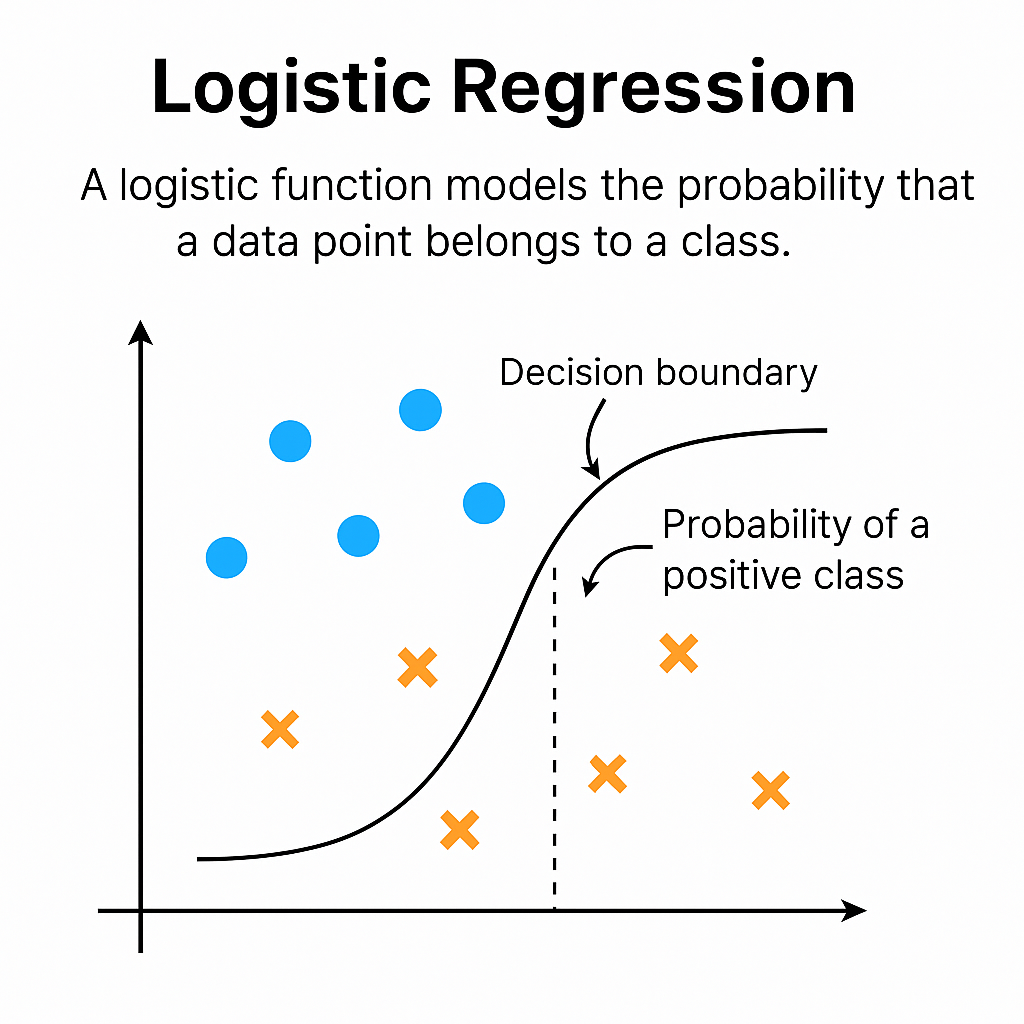 Logistic Regression
A logistic function models the probability that
a data point belongs to a class.
Decision boundary
Probability of a
positive class